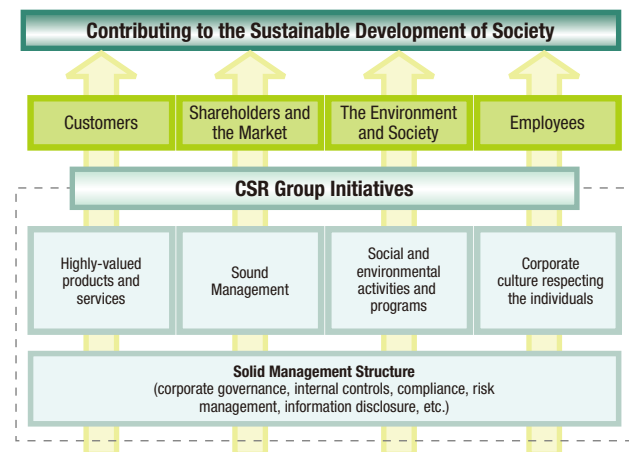 Contributing to the Sustainable Development of Society
Customers
Shareholders and
the Market
The Environment
and Society
Employees
CSR Group Initiatives
Highly-valued
products and
services
Sound
Management
Social and
environmental
activities and
programs
Corporate
culture respecting
the individuals
Solid Management Structure
(corporate governance, internal controls, compliance, risk
management, information disclosure, etc.)